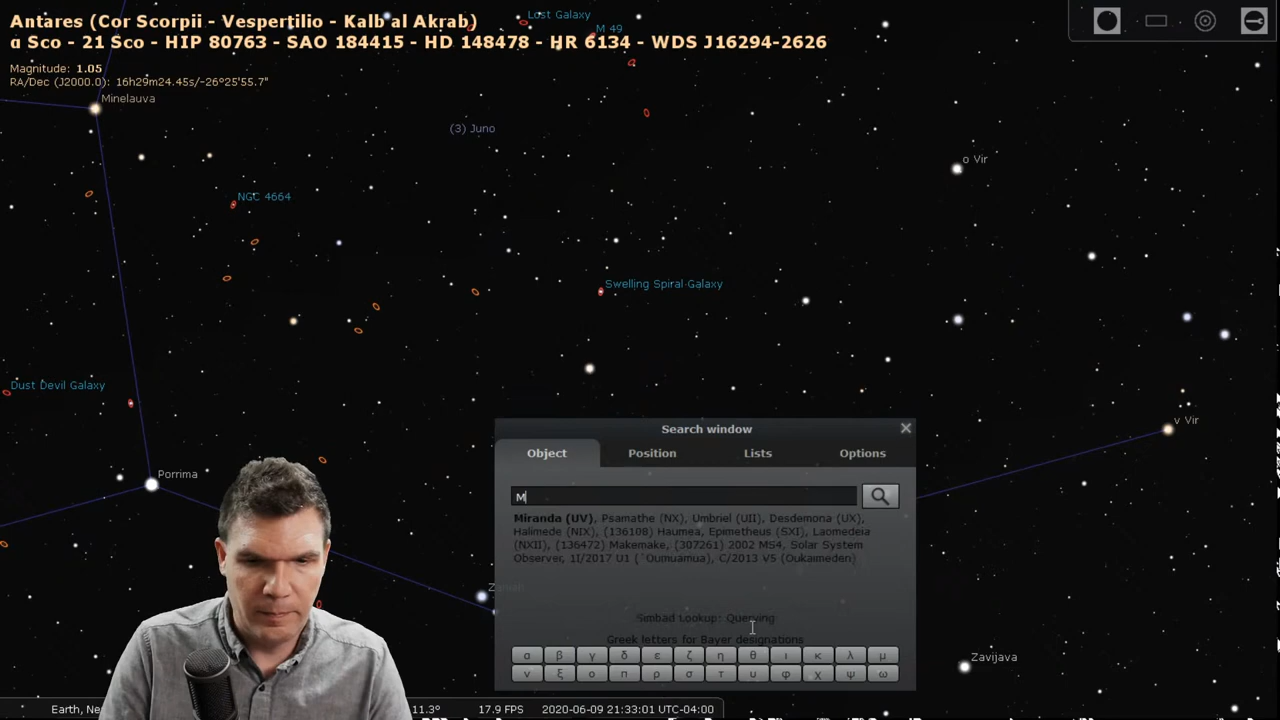 Antares (Cor Scorpii - Vespertilio - Kalb al Akrab)
α Sco - 21 Sco - HIP 80763 - SAO 184415 - HD 148478 - HR 6134 - WDS J16294-2626
Magnitude: 1.05
RA/Dec (J2000.0): 16h29m24.45s/-26°25'55.7"
Lost Galaxy
M 49
Minelauva
(3) Juno
o Vir
NGC 4664
Swelling Spiral Galaxy
Dust Devil Galaxy
ν Vir
Porrima
Zavijava
Search window
Object Position Lists Options
M
Miranda (UV), Psamathe (NX), Umbriel (UII), Desdemona (UX),
Halimede (NIX), (136108) Haumea, Epimetheus (SXI), Laomedeia
(NXII), (136472) Makemake, (307261) 2002 MS4, Solar System
Observer, 1I/2017 U1 (ʻOumuamua), C/2013 V5 (Oukaimeden)
Simbad Lookup: Querying
Greek letters for Bayer designations
α β γ δ ε ζ η θ ι κ λ μ
ν ξ ο π ρ σ τ υ φ χ ψ ω
Earth, Ne 11.3° 17.9 FPS 2020-06-09 21:33:01 UTC-04:00